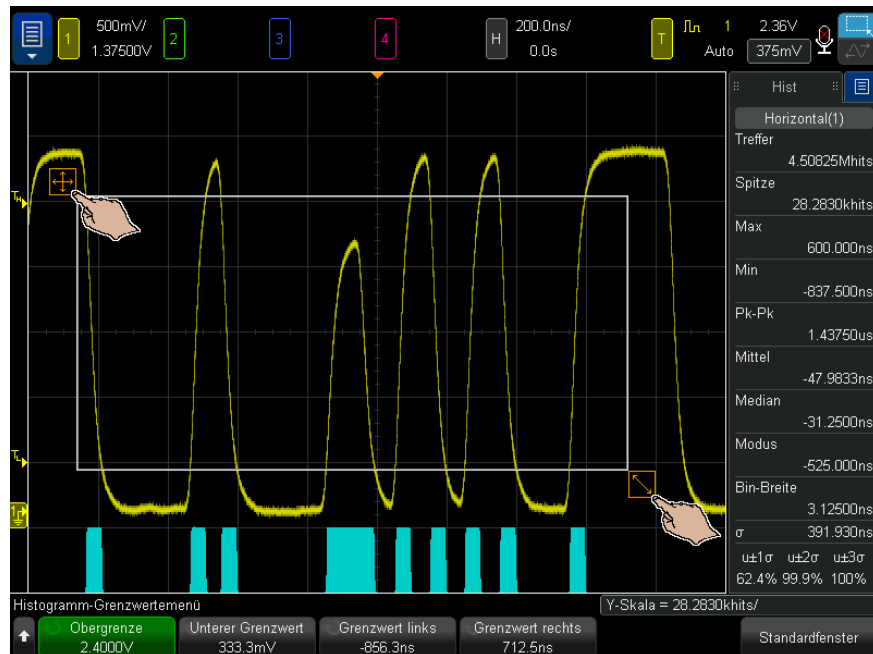 1 500mV/ 1.37500V 2 3 4 H 200.0ns/ 0.0s T 1 Auto 2.36V 375mV
Hist
Horizontal(1)
Treffer
4.50825Mhits
Spitze
28.2830khits
Max
600.000ns
Min
-837.500ns
Pk-Pk
1.43750us
Mittel
-47.9833ns
Median
-31.2500ns
Modus
-525.000ns
Bin-Breite
3.12500ns
σ 391.930ns
u±1σ u±2σ u±3σ
62.4% 99.9% 100%
TH
TL
1
Histogramm-Grenzwertemenü
Y-Skala = 28.2830khits/
Obergrenze
2.4000V
Unterer Grenzwert
333.3mV
Grenzwert links
-856.3ns
Grenzwert rechts
712.5ns
Standardfenster